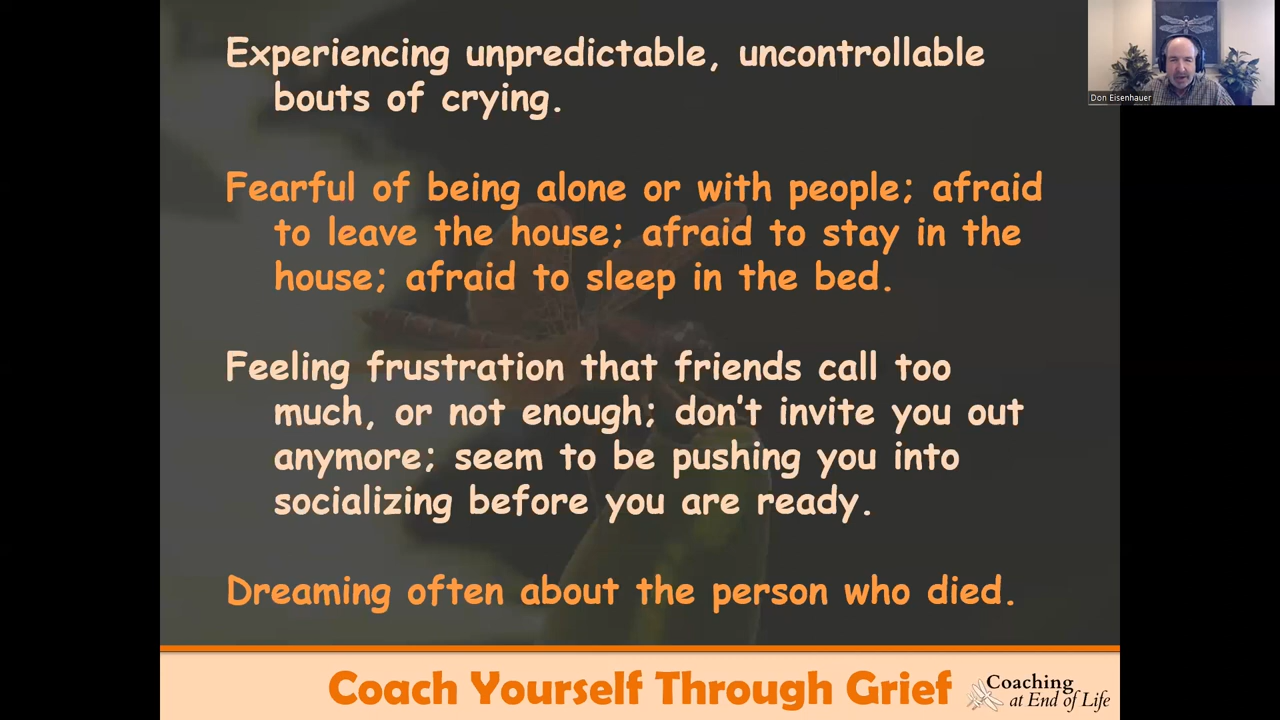 Experiencing unpredictable, uncontrollable
bouts of crying.
Fearful of being alone or with people; afraid
to leave the house; afraid to stay in the
house; afraid to sleep in the bed.
Feeling frustration that friends call too
much, or not enough; don't invite you out
anymore; seem to be pushing you into
socializing before you are ready.
Dreaming often about the person who died.
Coach Yourself Through Grief
Coaching
at End of Life
Don Eisenhauer